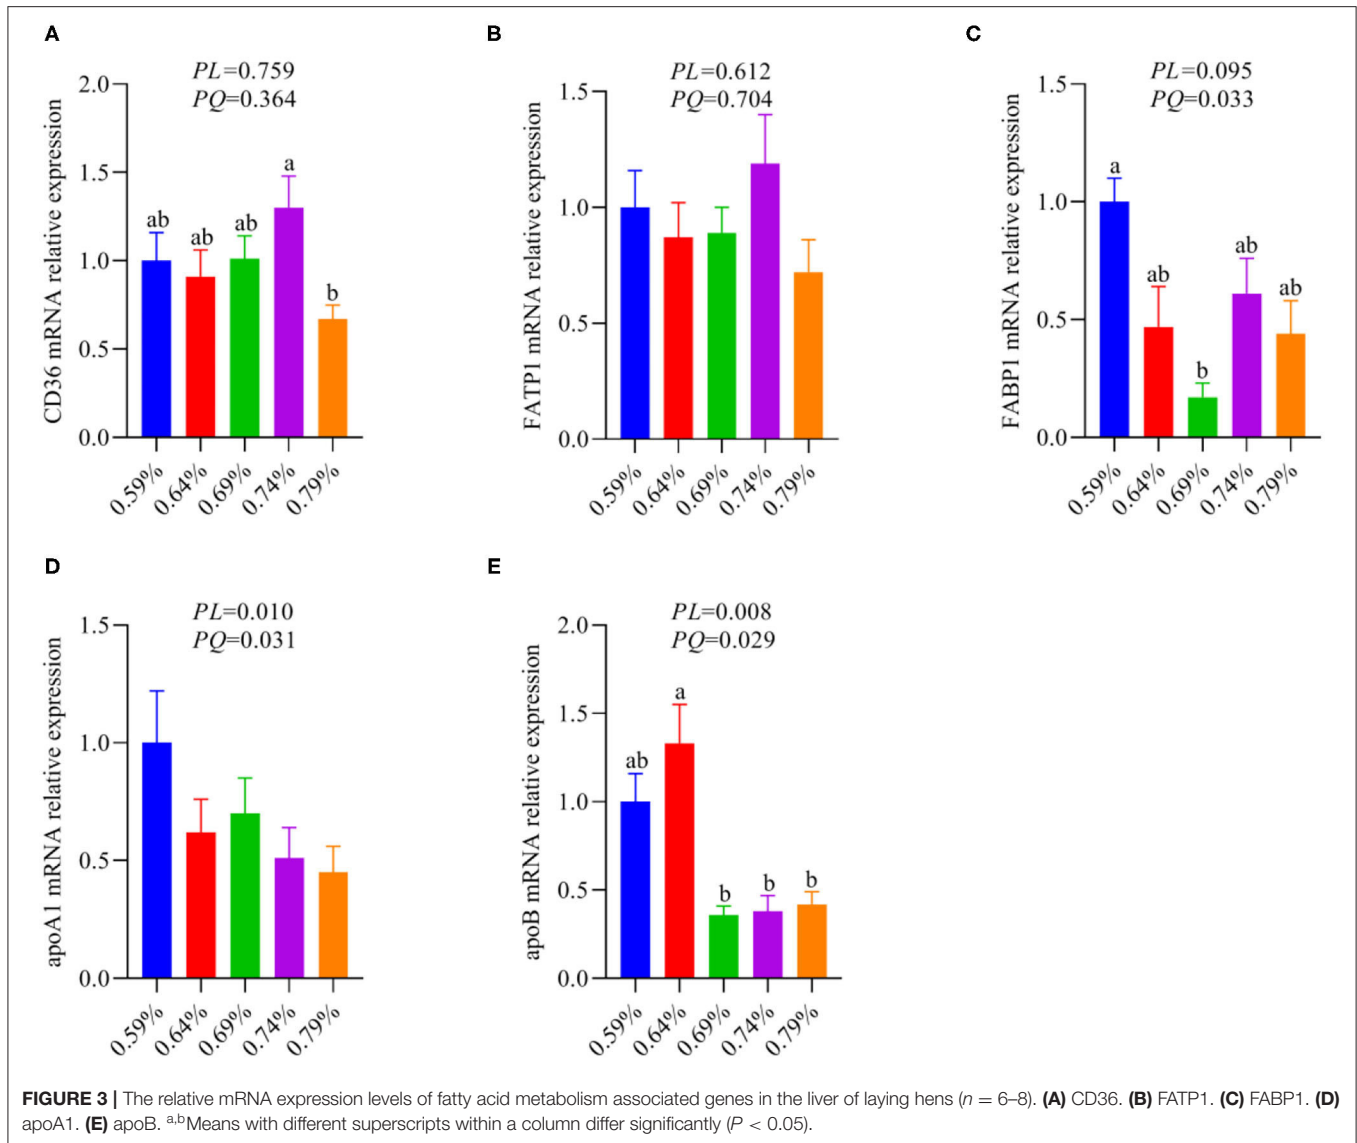 A
PL=0.759
PQ=0.364
CD36 mRNA relative expression
2.0
1.5
1.0
0.5
0.0
ab
ab
ab
a
b
0.59%
0.64%
0.69%
0.74%
0.79%
B
PL=0.612
PQ=0.704
FATP1 mRNA relative expression
1.5
1.0
0.5
0.0
0.59%
0.64%
0.69%
0.74%
0.79%
C
PL=0.095
PQ=0.033
FABP1 mRNA relative expression
1.5
1.0
0.5
0.0
a
ab
b
ab
ab
0.59%
0.64%
0.69%
0.74%
0.79%
D
PL=0.010
PQ=0.031
apoA1 mRNA relative expression
1.5
1.0
0.5
0.0
0.59%
0.64%
0.69%
0.74%
0.79%
E
PL=0.008
PQ=0.029
apoB mRNA relative expression
2.0
1.5
1.0
0.5
0.0
ab
a
b
b
b
0.59%
0.64%
0.69%
0.74%
0.79%
FIGURE 3 | The relative mRNA expression levels of fatty acid metabolism associated genes in the liver of laying hens (n = 6–8). (A) CD36. (B) FATP1. (C) FABP1. (D)
apoA1. (E) apoB. a,bMeans with different superscripts within a column differ significantly (P < 0.05).